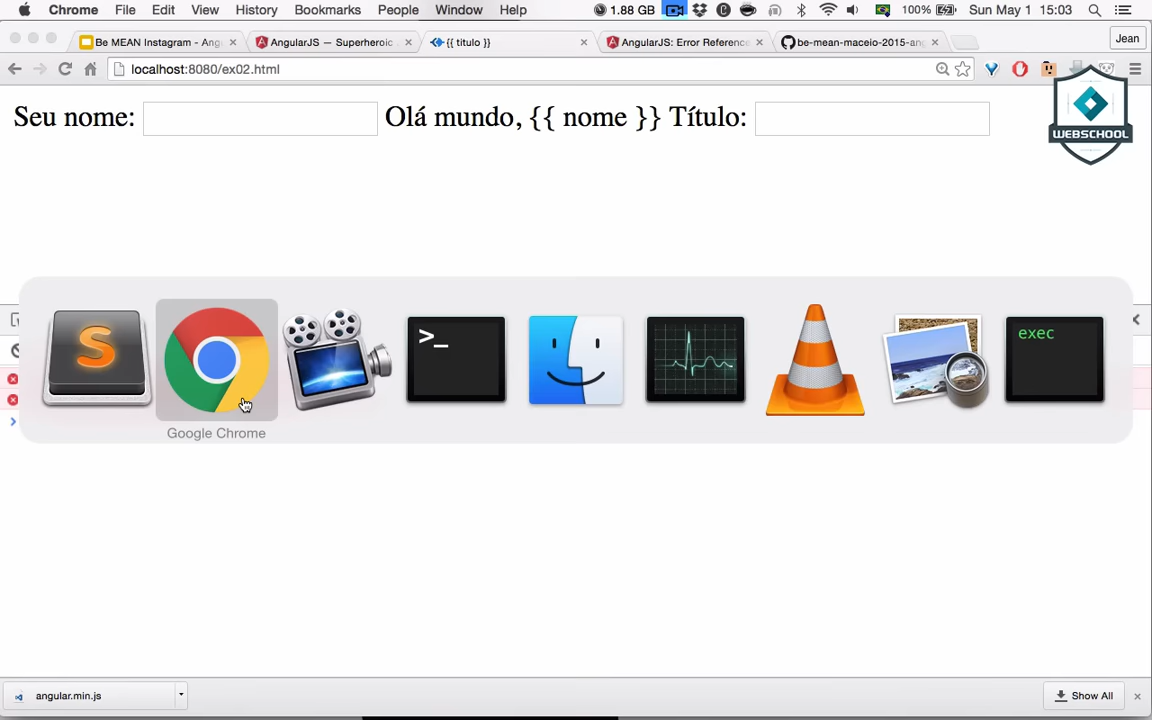 Chrome File Edit View History Bookmarks People Window Help 1.88 GB 100% Sun May 1 15:03
Be MEAN Instagram - Ang
AngularJS — Superheroic
{{ titulo }}
AngularJS: Error Reference
be-mean-maceio-2015-ang
Jean
localhost:8080/ex02.html
Seu nome: Olá mundo, {{ nome }} Título:
WEBSCHOOL
>_
exec
Google Chrome
angular.min.js
Show All